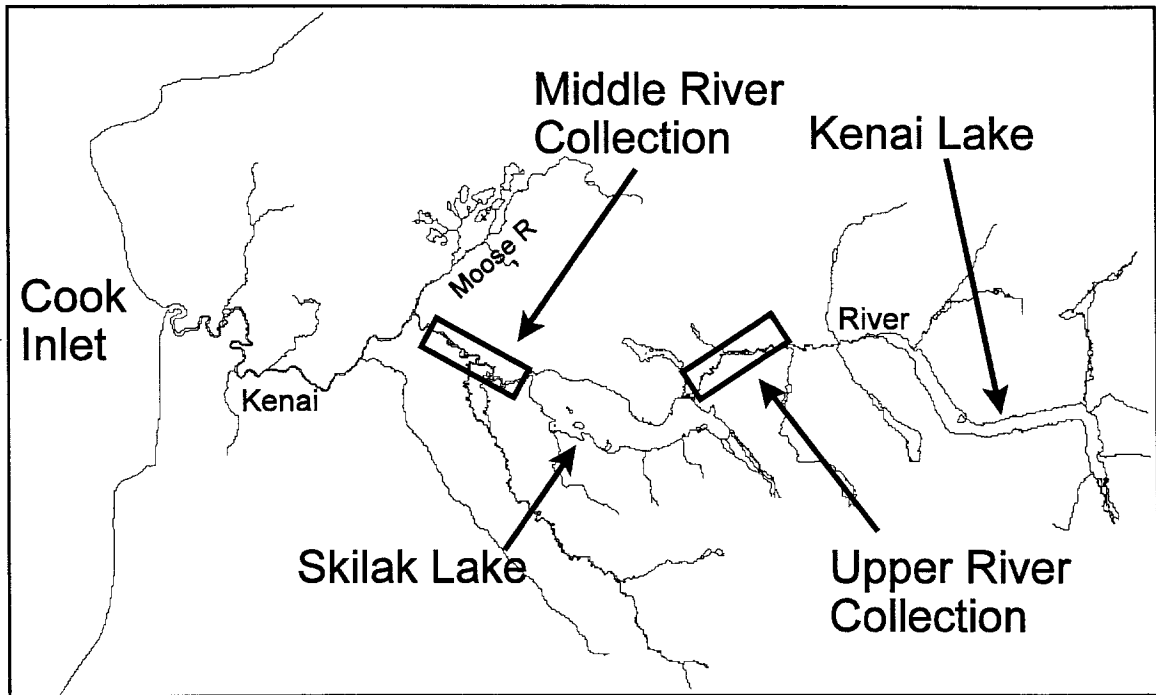 Middle River
Collection
Kenai Lake
Moose R
Cook
Inlet
River
Kenai
Skilak Lake
Upper River
Collection